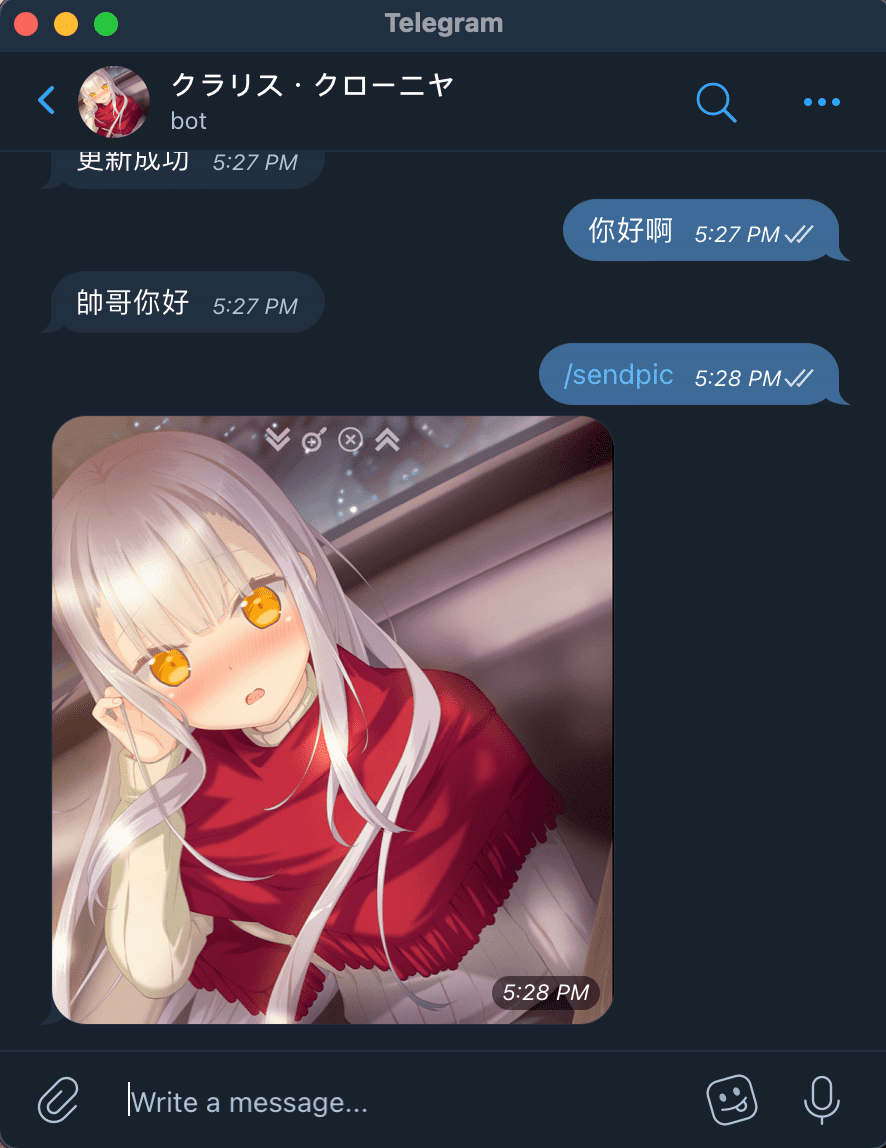 Telegram
クラリス・クローニヤ
bot
更新成功 5:27 PM
你好啊 5:27 PM
帥哥你好 5:27 PM
/sendpic 5:28 PM
5:28 PM
Write a message...